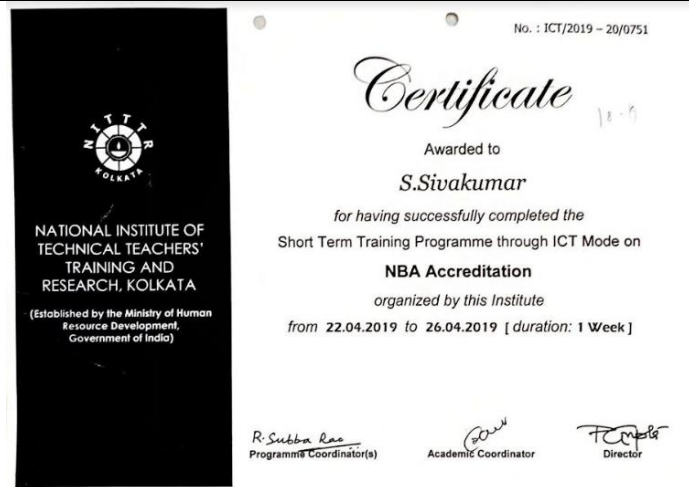 NITTTR
KOLKATA
NATIONAL INSTITUTE OF
TECHNICAL TEACHERS'
TRAINING AND
RESEARCH, KOLKATA
(Established by the Ministry of Human
Resource Development,
Government of India)
No. : ICT/2019 – 20/0751
Certificate
Awarded to
S.Sivakumar
for having successfully completed the
Short Term Training Programme through ICT Mode on
NBA Accreditation
organized by this Institute
from 22.04.2019 to 26.04.2019 [ duration: 1 Week ]
R. Subba Rao
Programme Coordinator(s)
Academic Coordinator
Director